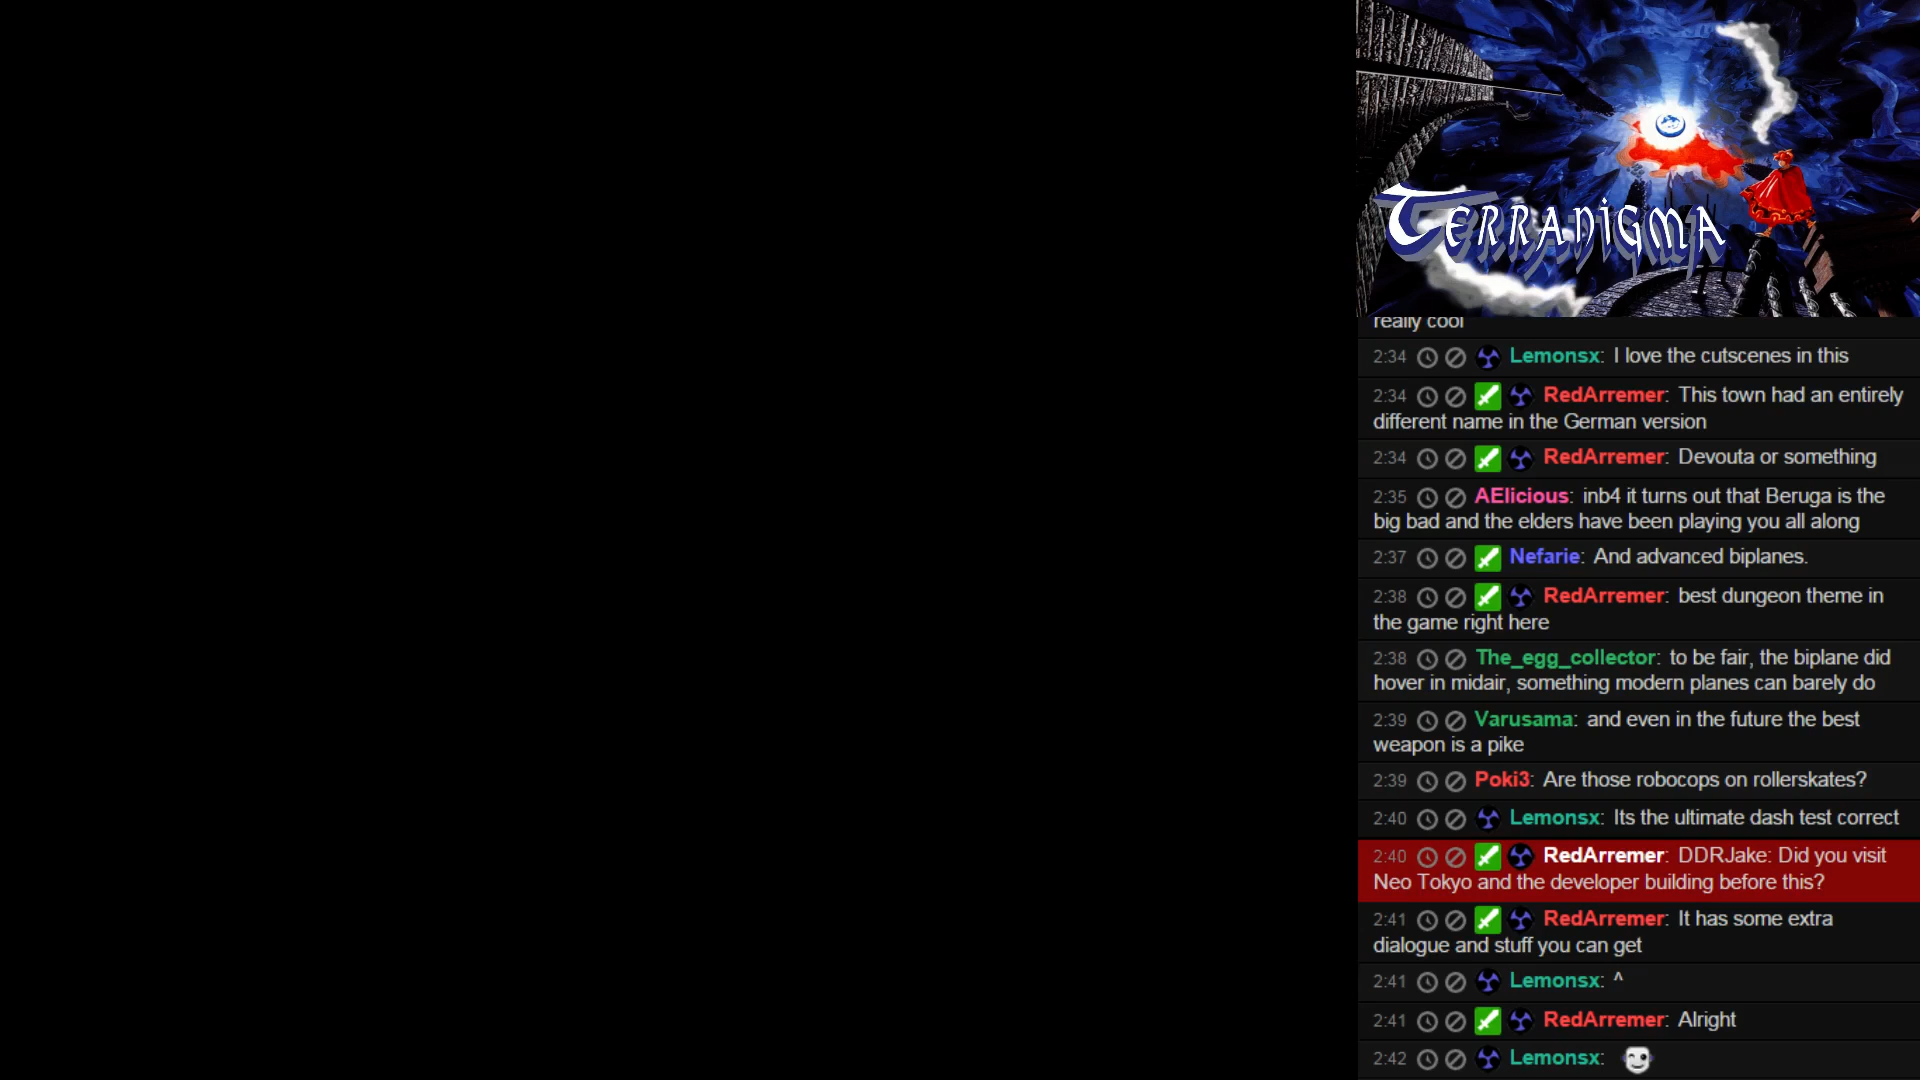 TERRANIGMA
really cool
2:34 Lemonsx: I love the cutscenes in this
2:34 RedArremer: This town had an entirely
different name in the German version
2:34 RedArremer: Devouta or something
2:35 AElicious: inb4 it turns out that Beruga is the
big bad and the elders have been playing you all along
2:37 Nefarie: And advanced biplanes.
2:38 RedArremer: best dungeon theme in
the game right here
2:38 The_egg_collector: to be fair, the biplane did
hover in midair, something modern planes can barely do
2:39 Varusama: and even in the future the best
weapon is a pike
2:39 Poki3: Are those robocops on rollerskates?
2:40 Lemonsx: Its the ultimate dash test correct
2:40 RedArremer: DDRJake: Did you visit
Neo Tokyo and the developer building before this?
2:41 RedArremer: It has some extra
dialogue and stuff you can get
2:41 Lemonsx: ^
2:41 RedArremer: Alright
2:42 Lemonsx: